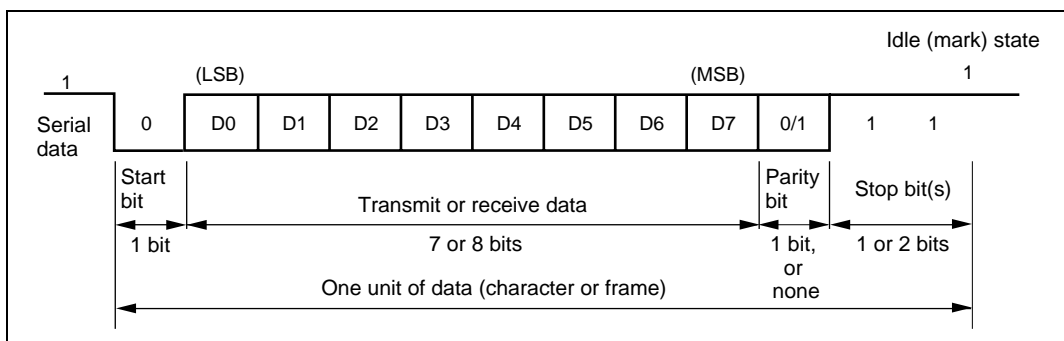 Idle (mark) state
1 (LSB) (MSB) 1
Serial data 0 D0 D1 D2 D3 D4 D5 D6 D7 0/1 1 1
Start bit
Transmit or receive data
Parity bit
Stop bit(s)
1 bit
7 or 8 bits
1 bit, or none
1 or 2 bits
One unit of data (character or frame)